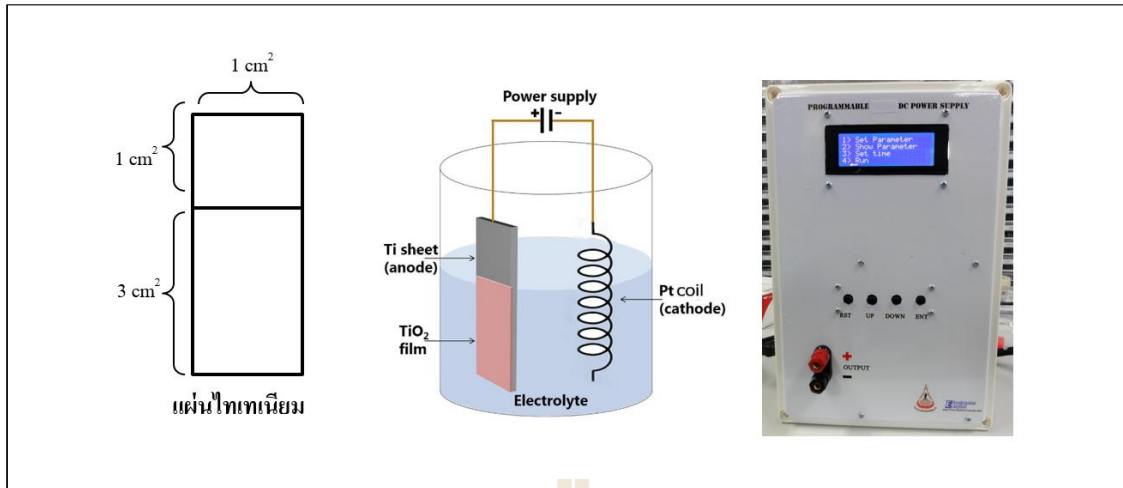 1 cm²
1 cm²
3 cm²
แผ่นไทเทเนียม
Power supply
+ −
Ti sheet
(anode)
TiO₂
film
Pt coil
(cathode)
Electrolyte
PROGRAMMABLE DC POWER SUPPLY
1> Set Parameter
2> Show Parameter
3> Set time
4> Run
RST UP DOWN ENT
+
OUTPUT
−